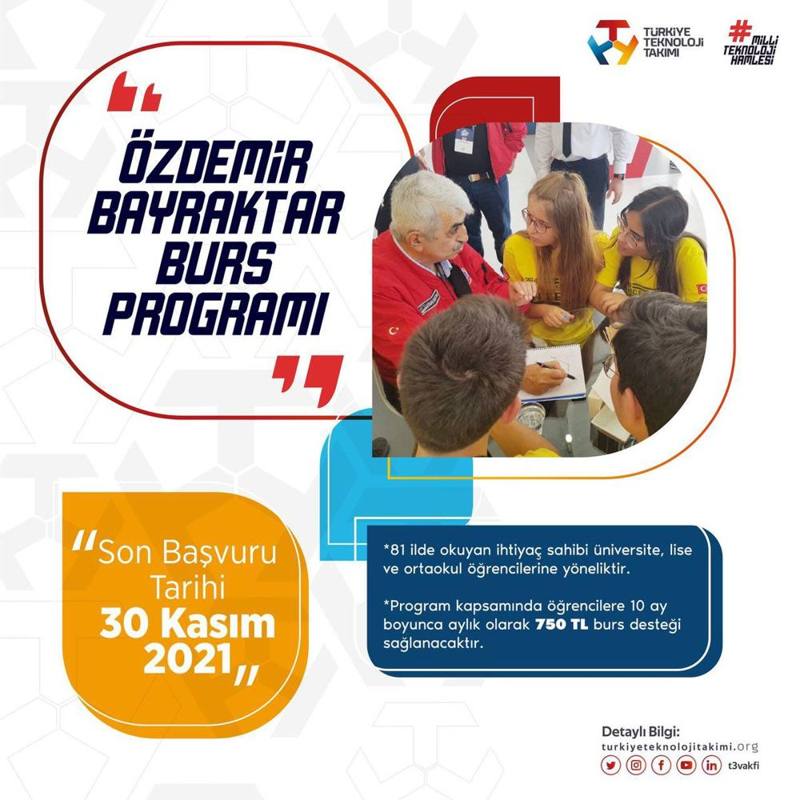 TÜRKİYE
TEKNOLOJİ
TAKIMI
#MİLLİ
TEKNOLOJİ
HAMLESİ
ÖZDEMİR
BAYRAKTAR
BURS
PROGRAMI
"Son Başvuru
Tarihi
30 Kasım
2021"
*81 ilde okuyan ihtiyaç sahibi üniversite, lise
ve ortaokul öğrencilerine yöneliktir.
*Program kapsamında öğrencilere 10 ay
boyunca aylık olarak 750 TL burs desteği
sağlanacaktır.
Detaylı Bilgi:
turkiyeteknolojitakimi.org
t3vakfi